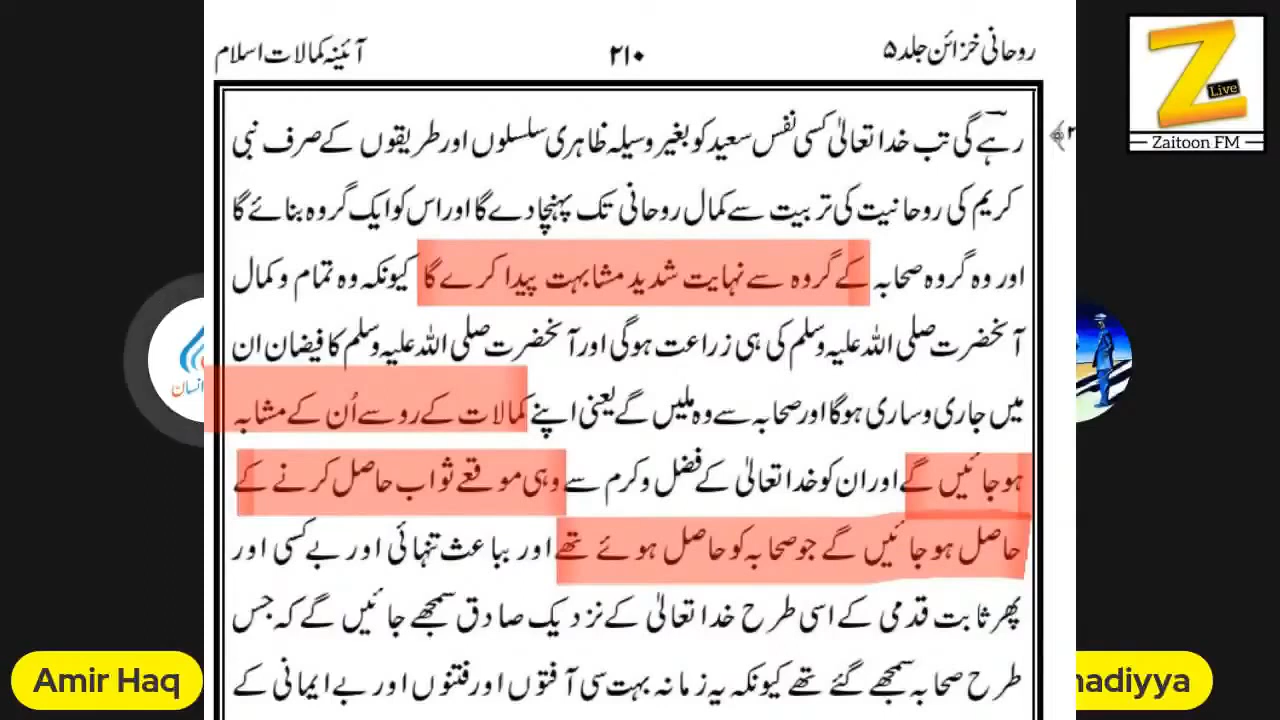 روحانی خزائن جلد ۵
۲۱۰
آئینہ کمالات اسلام
رہے گی تب خدا تعالیٰ کسی نفس سعید کو بغیر وسیلہ ظاہری سلسلوں اور طریقوں کے صرف نبی
کریم کی روحانیت کی تربیت سے کمال روحانی تک پہنچا دے گا اور اس کو ایک گروہ بنائے گا
اور وہ گروہ صحابہ کے گروہ سے نہایت شدید مشابہت پیدا کرے گا کیونکہ وہ تمام و کمال
آنحضرت صلی اللہ علیہ وسلم کی ہی زراعت ہوگی اور آنحضرت صلی اللہ علیہ وسلم کا فیضان ان
میں جاری و ساری ہوگا اور صحابہ سے وہ ملیں گے یعنی اپنے کمالات کے رو سے اُن کے مشابہ
ہو جائیں گے اور ان کو خدا تعالیٰ کے فضل و کرم سے وہی موقعے ثواب حاصل کرنے کے
حاصل ہو جائیں گے جو صحابہ کو حاصل ہوئے تھے اور بباعث تنہائی اور بے کسی اور
پھر ثابت قدمی کے اسی طرح خدا تعالیٰ کے نزدیک صادق سمجھے جائیں گے کہ جس
طرح صحابہ سمجھے گئے تھے کیونکہ یہ زمانہ بہت سی آفتوں اور فتنوں اور بے ایمانی کے
Z
Live
Zaitoon FM
انسان
Amir Haq
nadiyya